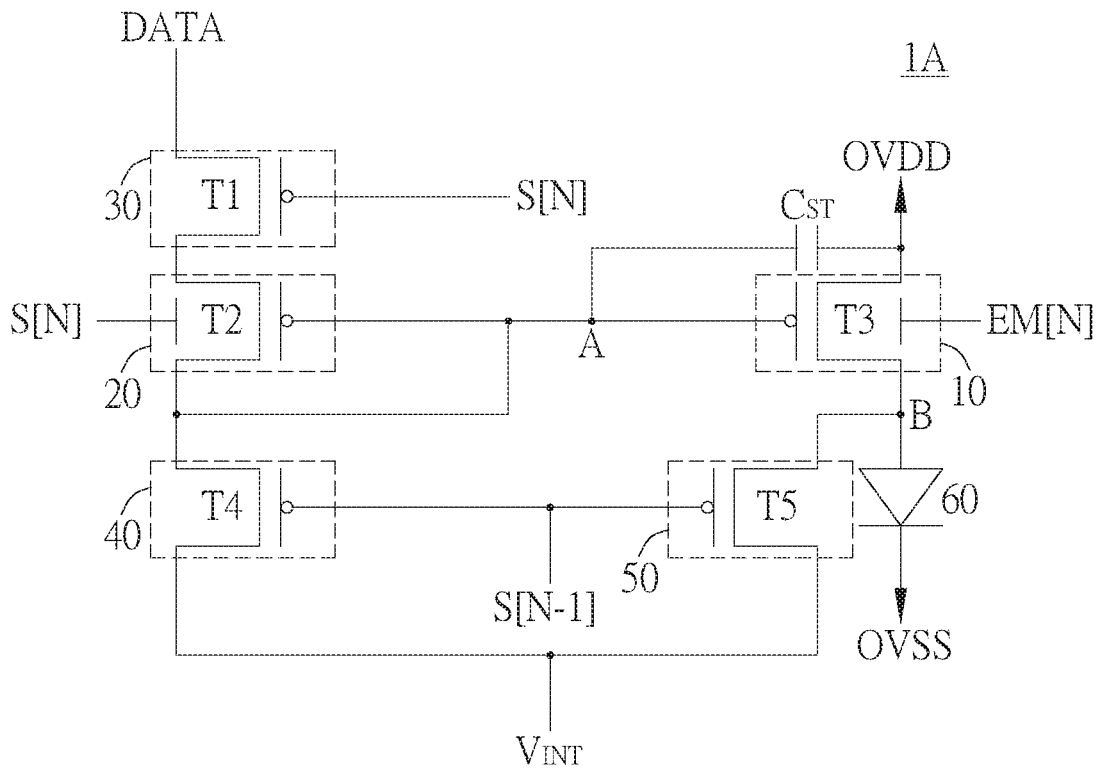 DATA
1A
OVDD
30
T1
S[N]
CST
S[N]
T2
T3
EM[N]
A
20
10
B
T4
T5
60
40
50
S[N-1]
OVSS
VINT